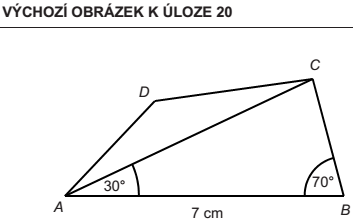 VÝCHOZÍ OBRÁZEK K ÚLOZE 20
C
D
30°
70°
A
7 cm
B